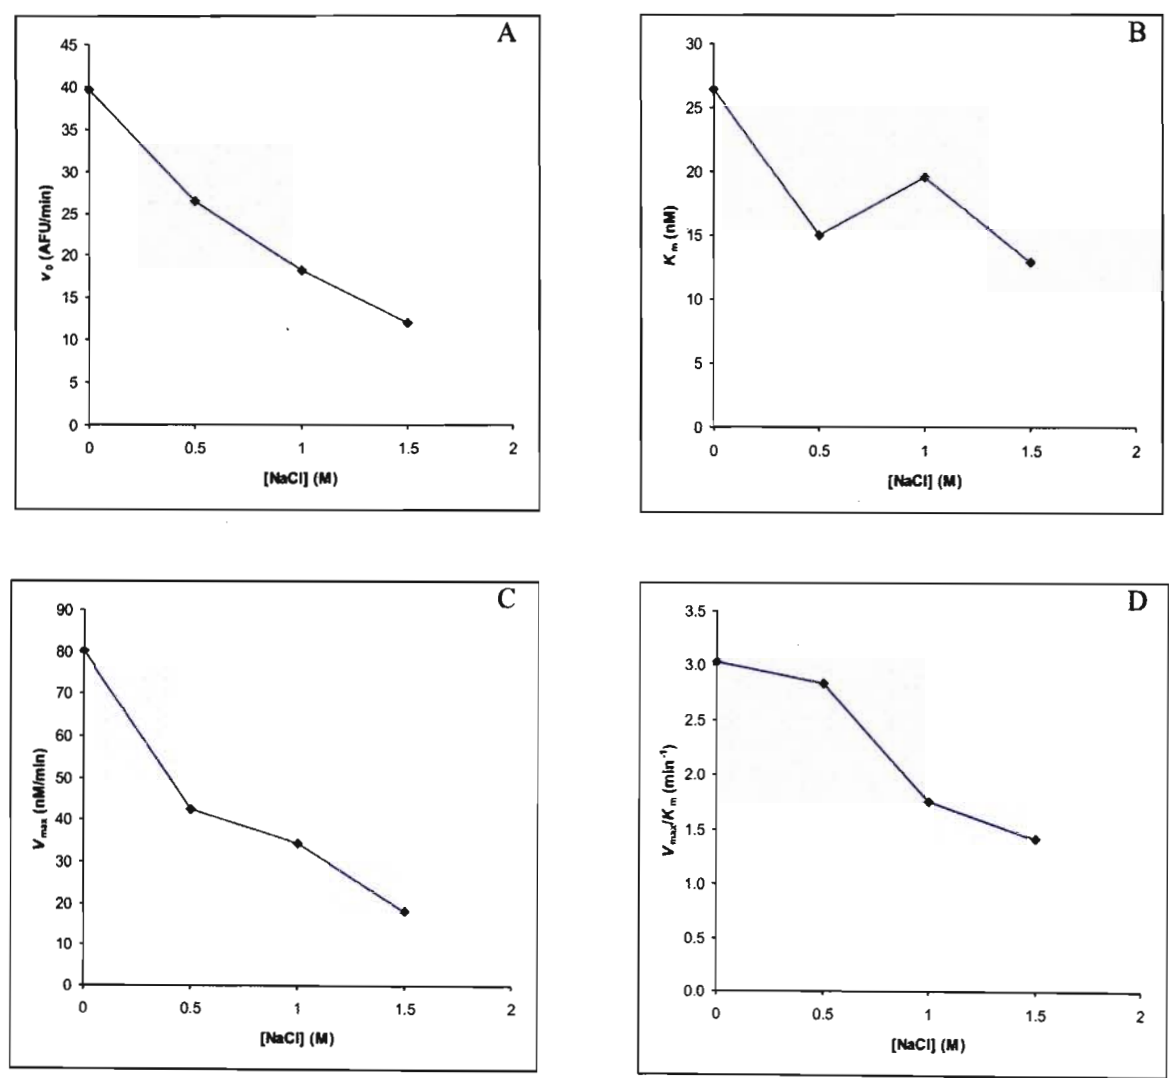 A
45
40
35
30
25
20
15
10
5
0
v0 (AFU/min)
0 0.5 1 1.5 2
[NaCl] (M)
B
30
25
20
15
10
5
0
Km (nM)
0 0.5 1 1.5 2
[NaCl] (M)
C
90
80
70
60
50
40
30
20
10
0
Vmax (nM/min)
0 0.5 1 1.5 2
[NaCl] (M)
D
3.5
3.0
2.5
2.0
1.5
1.0
0.5
0.0
Vmax/Km (min-1)
0 0.5 1 1.5 2
[NaCl] (M)